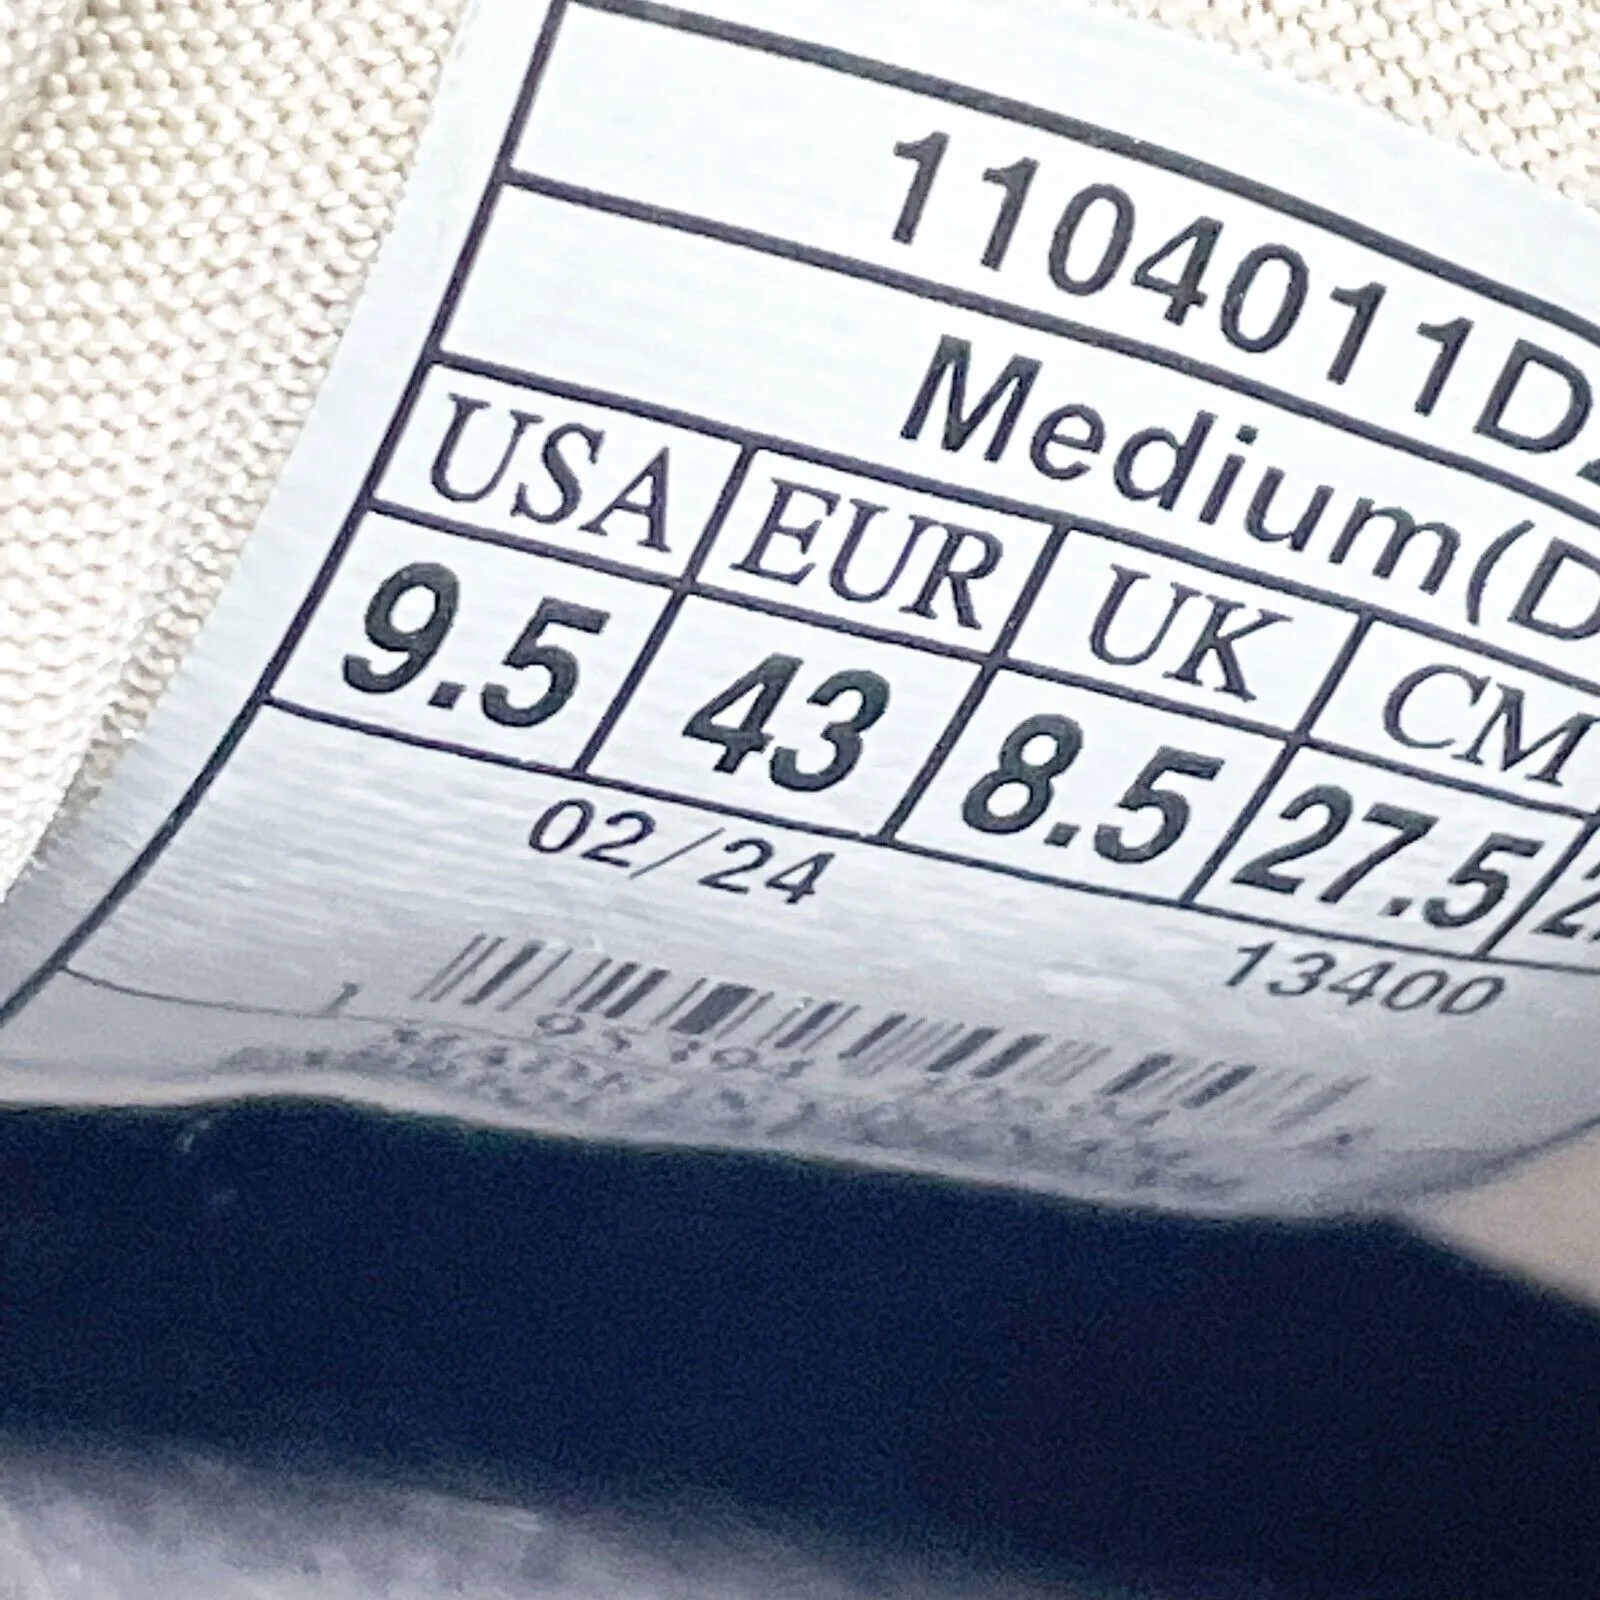 1104011D
Medium(D
USA EUR UK CM
9.5 43 8.5 27.5
02/24 13400